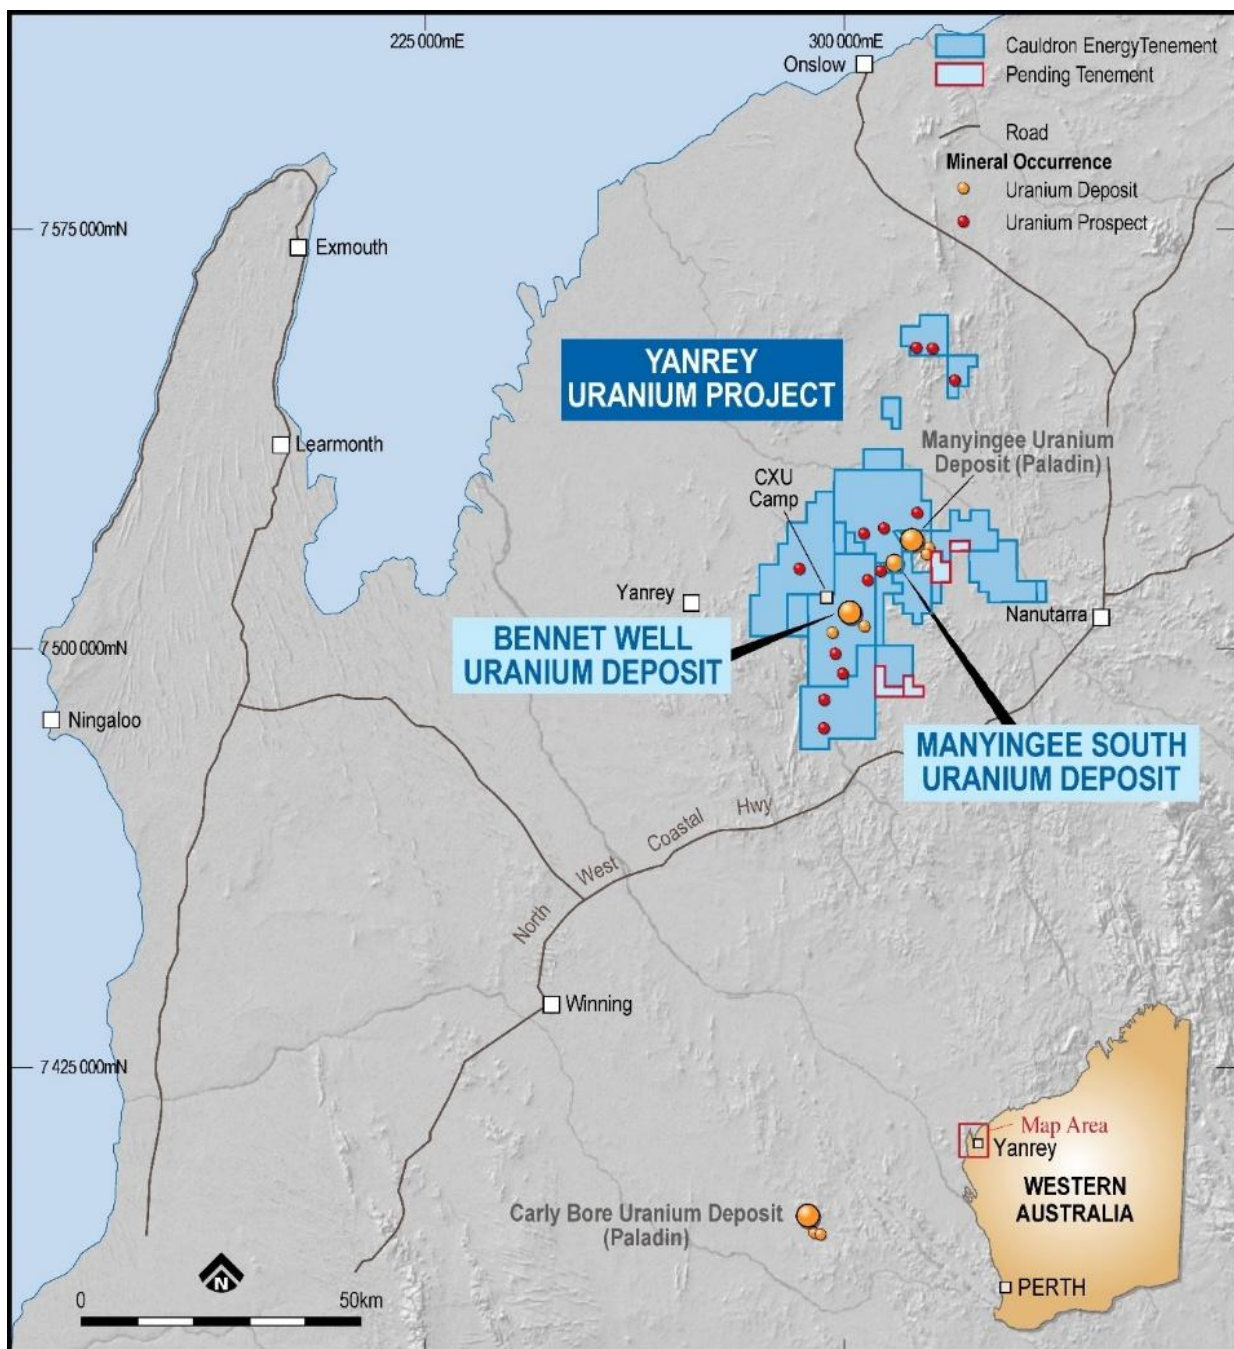 225 000mE
300 000mE
Onslow
Cauldron EnergyTenement
Pending Tenement
Road
Mineral Occurrence
Uranium Deposit
Uranium Prospect
7 575 000mN
Exmouth
YANREY
URANIUM PROJECT
Learmonth
Manyingee Uranium
Deposit (Paladin)
CXU
Camp
Yanrey
Nanutarra
BENNET WELL
URANIUM DEPOSIT
7 500 000mN
Ningaloo
MANYINGEE SOUTH
URANIUM DEPOSIT
North West Coastal Hwy
Winning
7 425 000mN
Map Area
Yanrey
WESTERN
AUSTRALIA
Carly Bore Uranium Deposit
(Paladin)
N
PERTH
0
50km